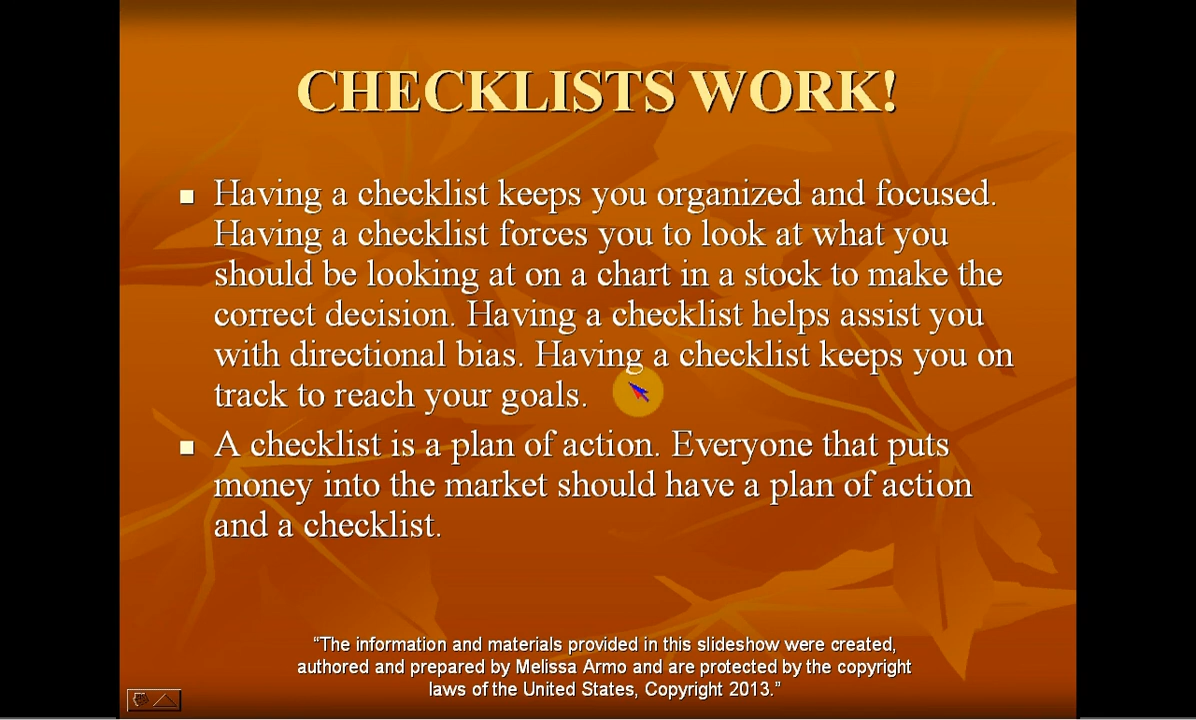 CHECKLISTS WORK!
Having a checklist keeps you organized and focused.
Having a checklist forces you to look at what you
should be looking at on a chart in a stock to make the
correct decision. Having a checklist helps assist you
with directional bias. Having a checklist keeps you on
track to reach your goals.
A checklist is a plan of action. Everyone that puts
money into the market should have a plan of action
and a checklist.
“The information and materials provided in this slideshow were created,
authored and prepared by Melissa Armo and are protected by the copyright
laws of the United States, Copyright 2013.”